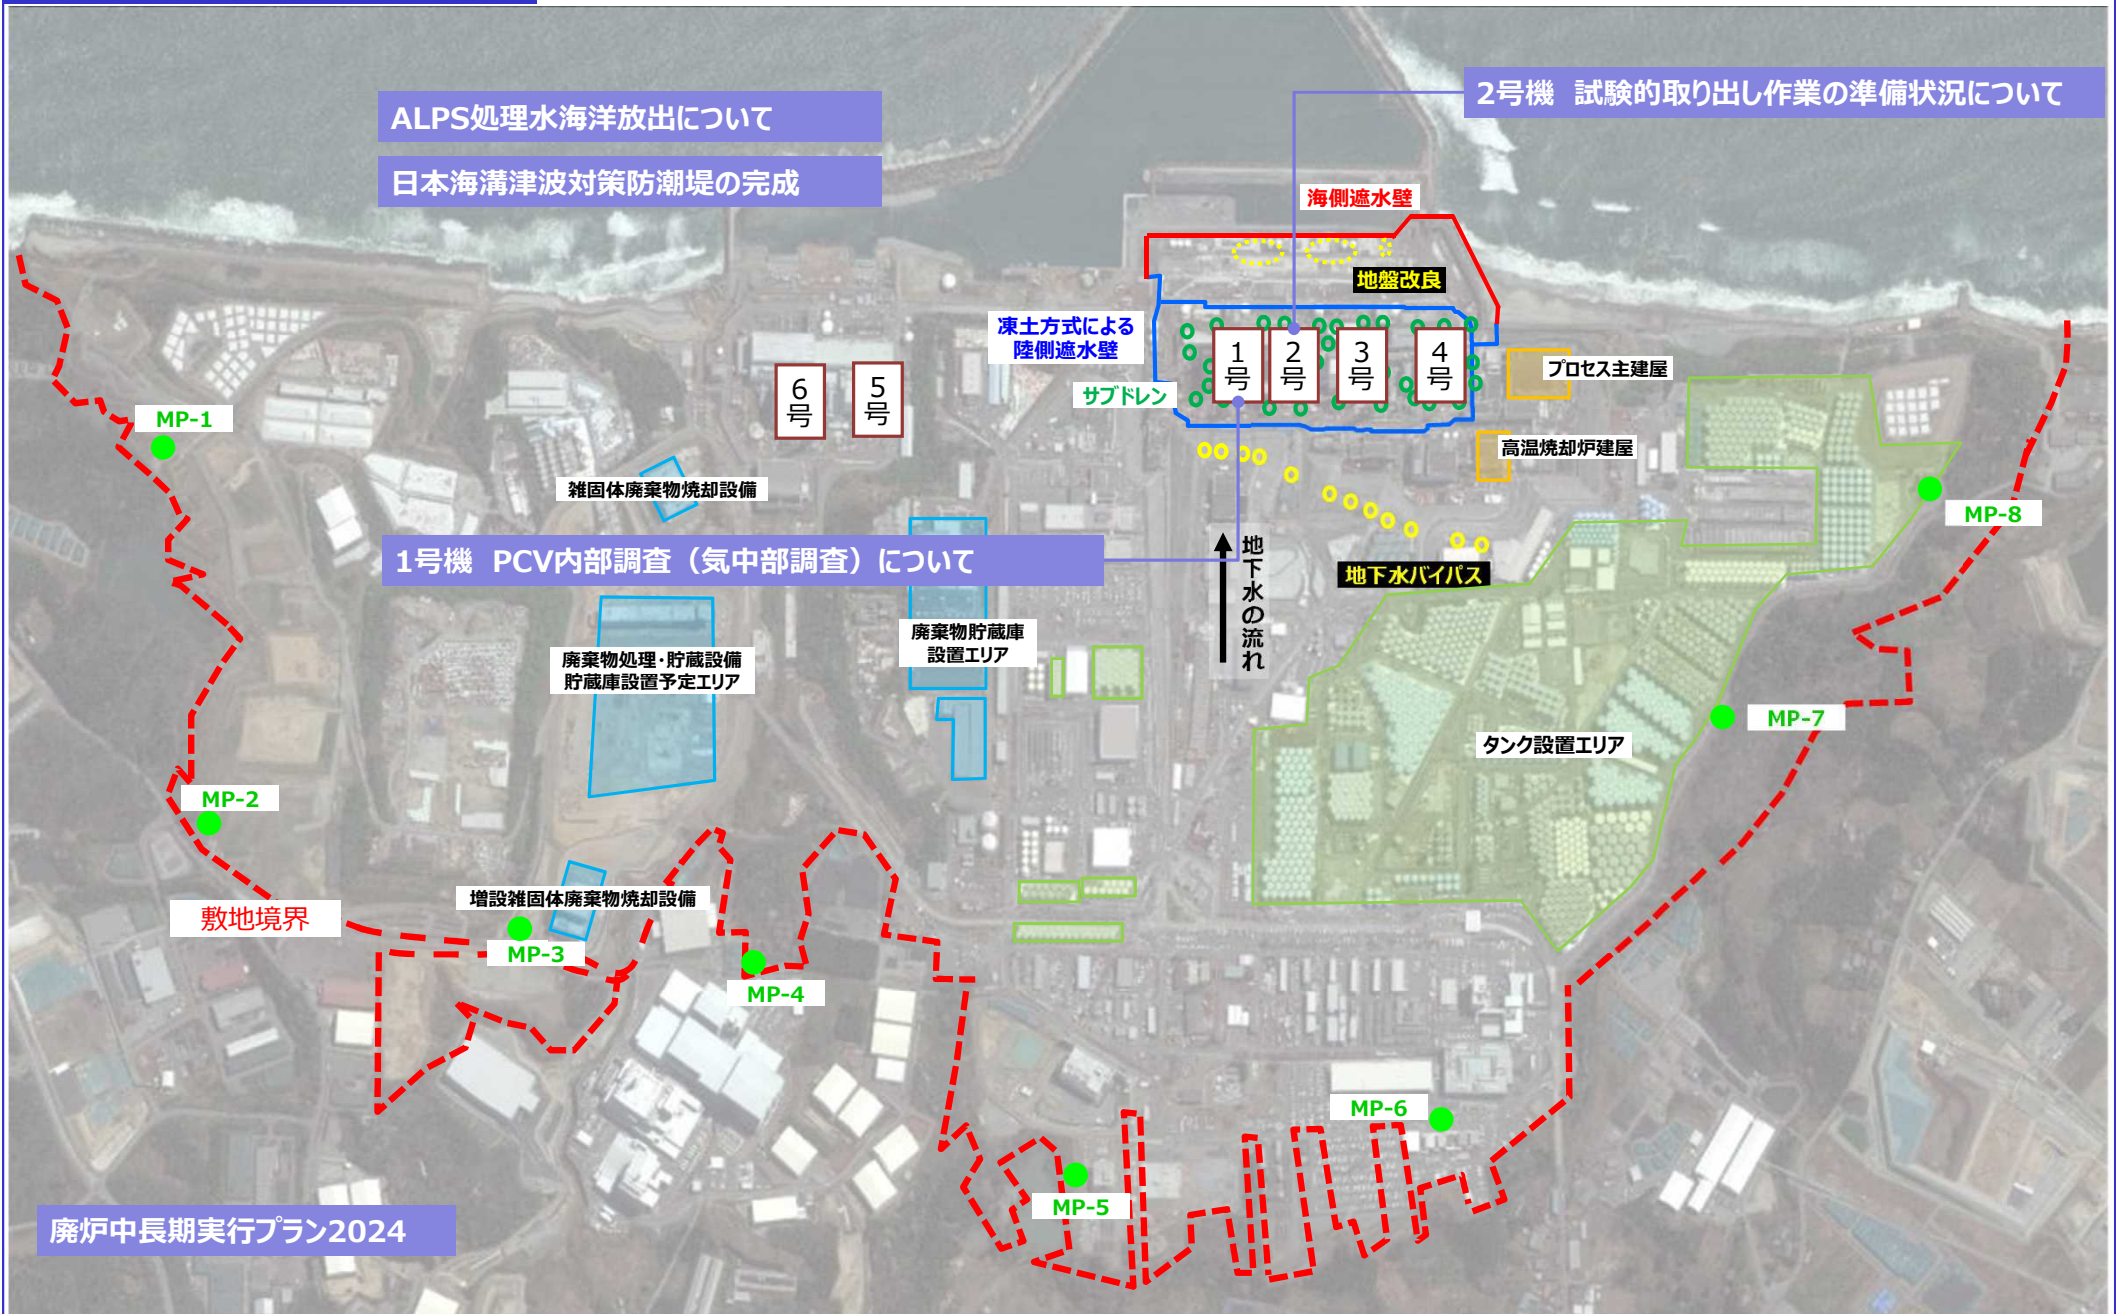 2号機 試験的取り出し作業の準備状況について
ALPS処理水海洋放出について
日本海溝津波対策防潮堤の完成
海側遮水壁
地盤改良
凍土方式による
陸側遮水壁
サブドレン
1号
2号
3号
4号
5号
6号
プロセス主建屋
高温焼却炉建屋
MP-1
雑固体廃棄物焼却設備
MP-8
1号機 PCV内部調査（気中部調査）について
地下水の流れ
地下水バイパス
廃棄物貯蔵庫
設置エリア
廃棄物処理・貯蔵設備
貯蔵庫設置予定エリア
MP-7
タンク設置エリア
MP-2
増設雑固体廃棄物焼却設備
敷地境界
MP-3
MP-4
MP-6
MP-5
廃炉中長期実行プラン2024